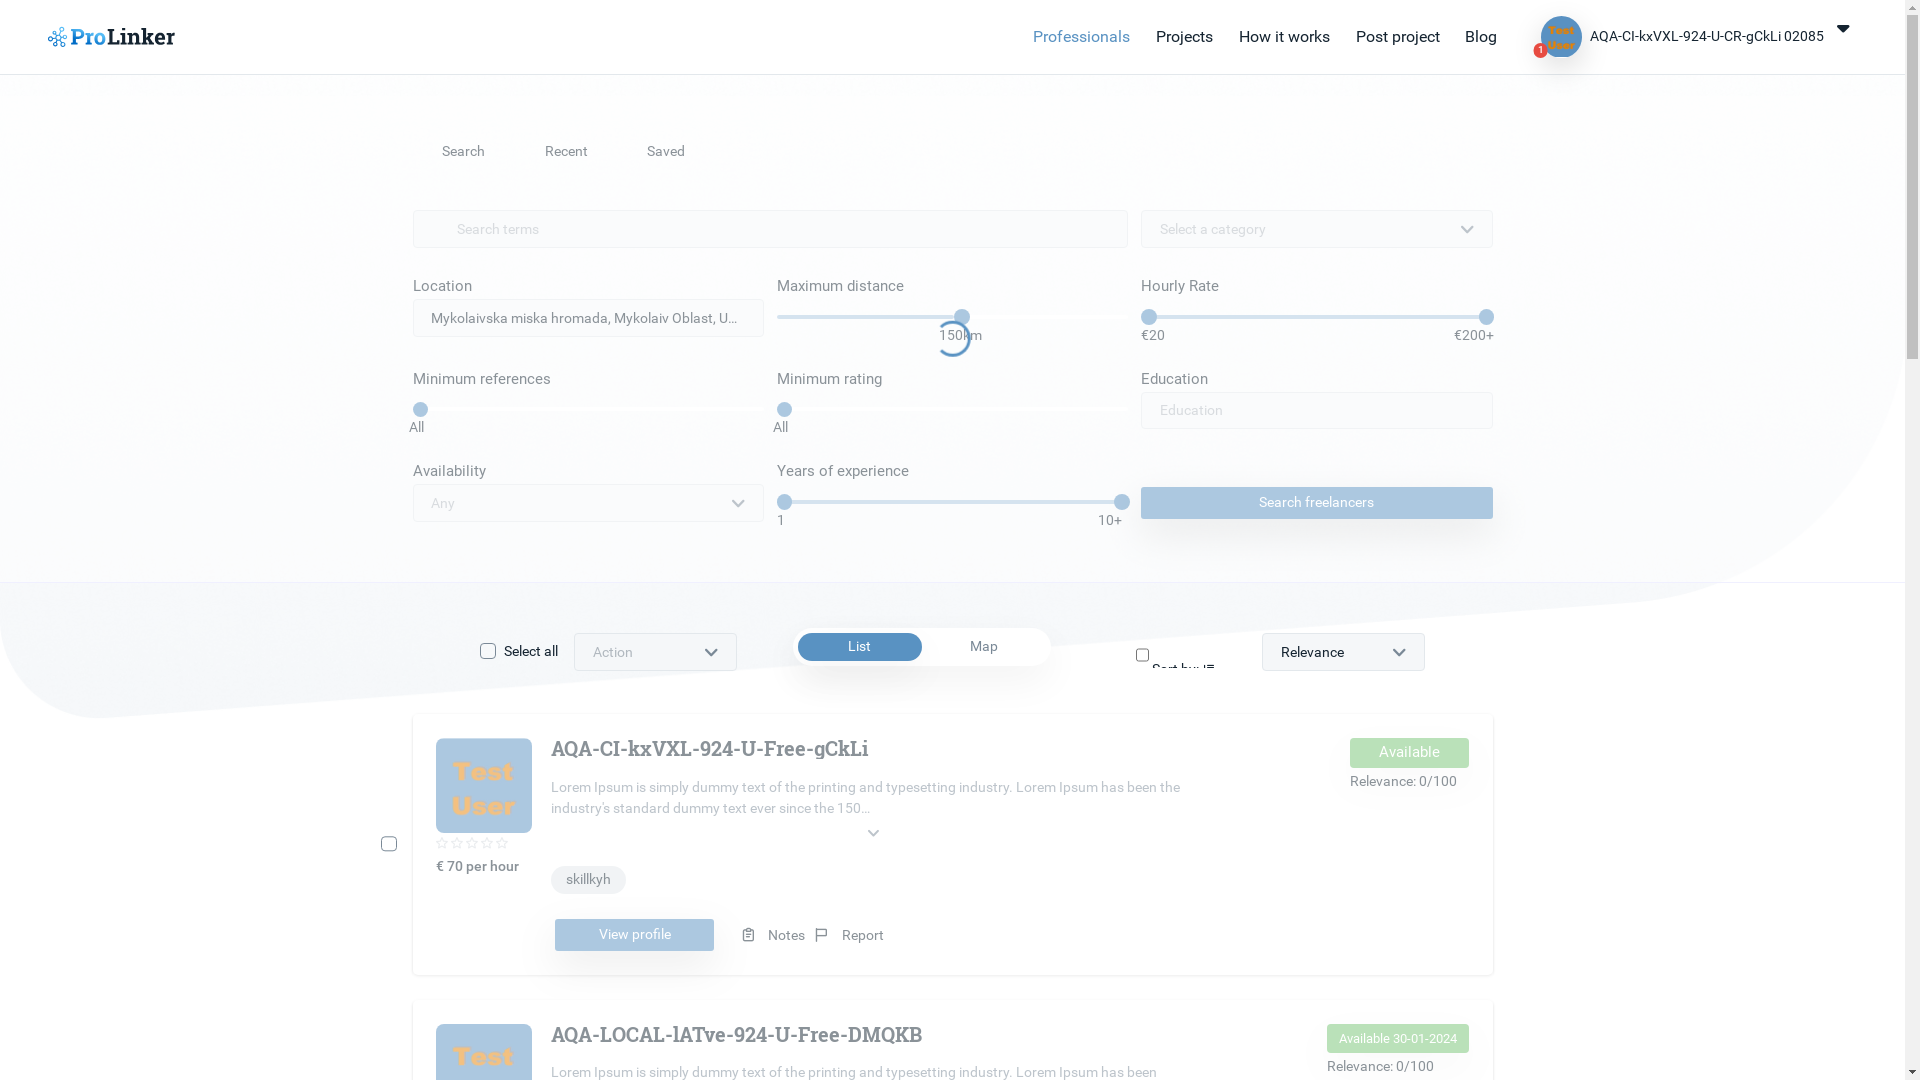 ProLinker
Professionals Projects How it works Post project Blog
Test User
1
AQA-CI-kxVXL-924-U-CR-gCkLi 02085
Search Recent Saved
Search terms
Select a category
Location
Mykolaivska miska hromada, Mykolaiv Oblast, U...
Maximum distance
150km
Hourly Rate
€20 €200+
Minimum references
All
Minimum rating
All
Education
Education
Availability
Any
Years of experience
1 10+
Search freelancers
Select all
Action
List Map
Sort by:
Relevance
Test
User
€ 70 per hour
AQA-CI-kxVXL-924-U-Free-gCkLi
Lorem Ipsum is simply dummy text of the printing and typesetting industry. Lorem Ipsum has been the
industry's standard dummy text ever since the 150...
skillkyh
View profile Notes Report
Available
Relevance: 0/100
Test
AQA-LOCAL-lATve-924-U-Free-DMQKB
Lorem Ipsum is simply dummy text of the printing and typesetting industry. Lorem Ipsum has been
Available 30-01-2024
Relevance: 0/100